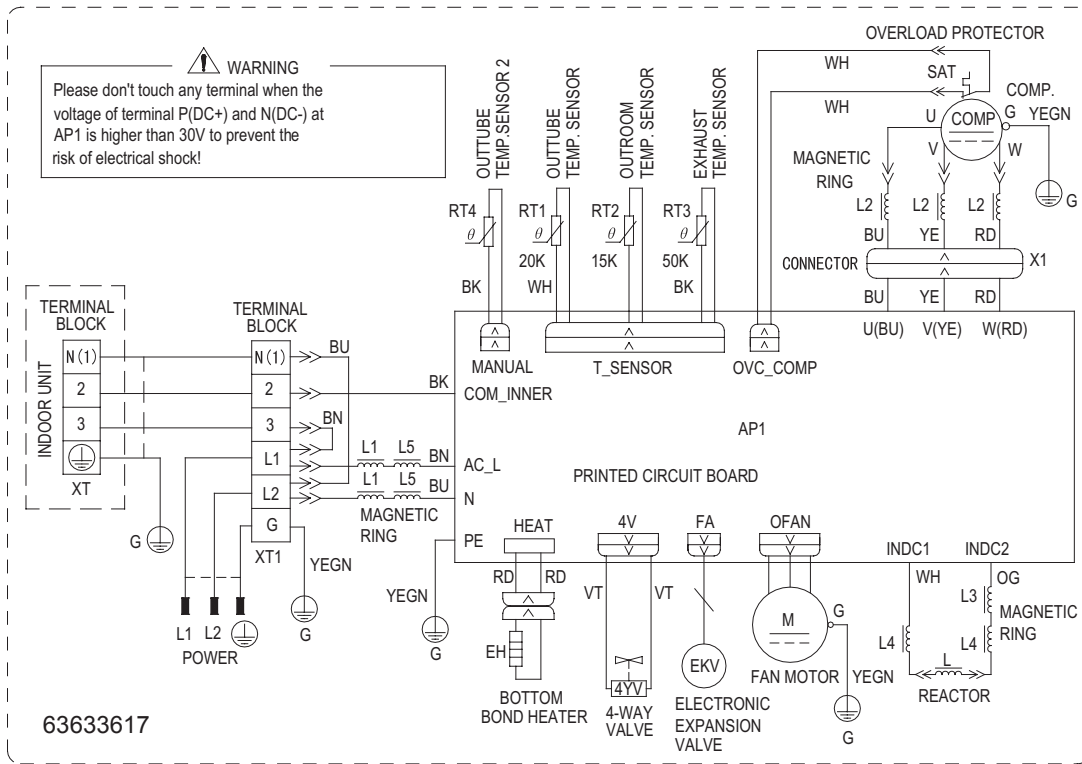 WARNING
Please don't touch any terminal when the
voltage of terminal P(DC+) and N(DC-) at
AP1 is higher than 30V to prevent the
risk of electrical shock!
OUTTUBE
TEMP.SENSOR 2
OUTTUBE
TEMP. SENSOR
OUTROOM
TEMP. SENSOR
EXHAUST
TEMP. SENSOR
RT4
θ
BK
RT1
θ
20K
WH
RT2
θ
15K
RT3
θ
50K
BK
OVERLOAD PROTECTOR
WH
SAT
WH
COMP.
U
COMP
G
YEGN
V
W
G
MAGNETIC
RING
L2
L2
L2
BU
YE
RD
CONNECTOR
X1
BU
YE
RD
U(BU)
V(YE)
W(RD)
MANUAL
T_SENSOR
OVC_COMP
COM_INNER
AP1
PRINTED CIRCUIT BOARD
AC_L
N
PE
INDOOR UNIT
TERMINAL
BLOCK
N(1)
2
3
XT
G
TERMINAL
BLOCK
N(1)
2
3
L1
L2
G
XT1
BU
BK
BN
L1
L5
BN
L1
L5
BU
MAGNETIC
RING
YEGN
G
YEGN
G
L1
L2
POWER
HEAT
RD
RD
EH
BOTTOM
BOND HEATER
4V
VT
VT
4YV
4-WAY
VALVE
FA
EKV
ELECTRONIC
EXPANSION
VALVE
OFAN
M
G
FAN MOTOR
YEGN
G
INDC1
INDC2
WH
OG
L3
MAGNETIC
RING
L4
L4
L
REACTOR
63633617